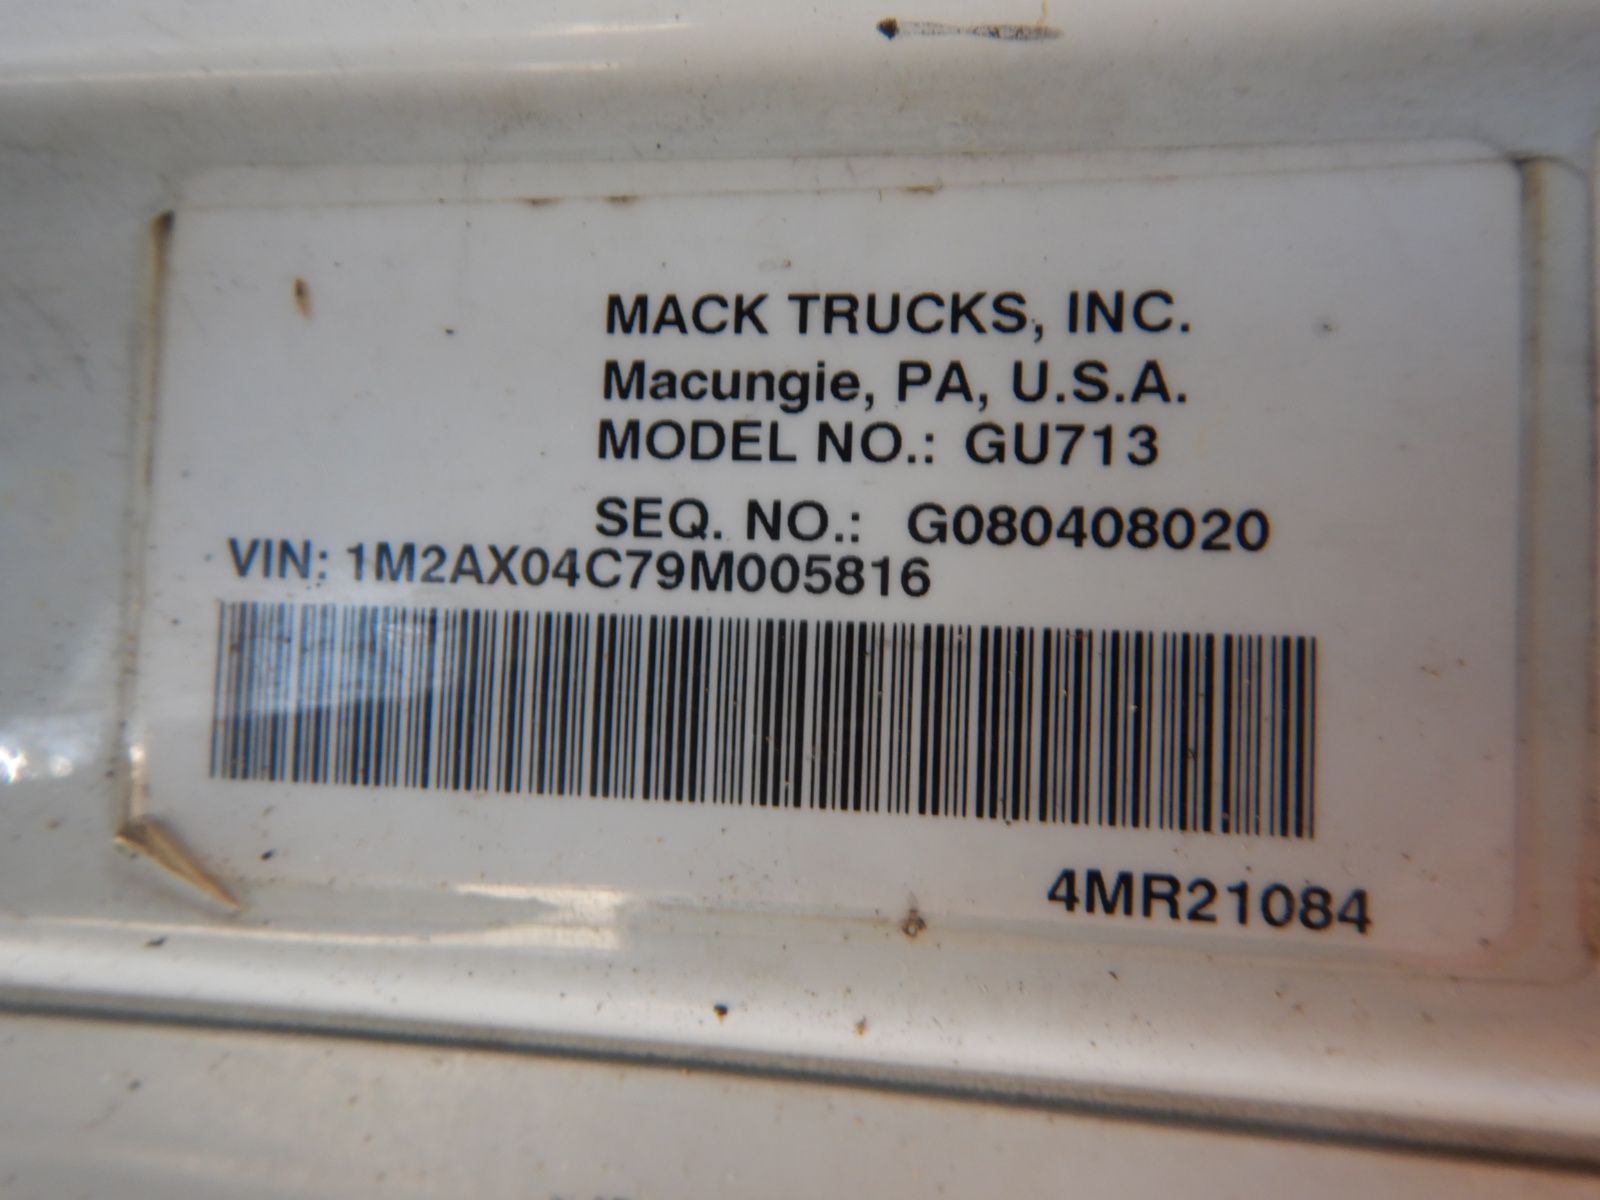 MACK TRUCKS, INC.
Macungie, PA, U.S.A.
MODEL NO.: GU713
SEQ. NO.: G080408020
VIN: 1M2AX04C79M005816
4MR21084